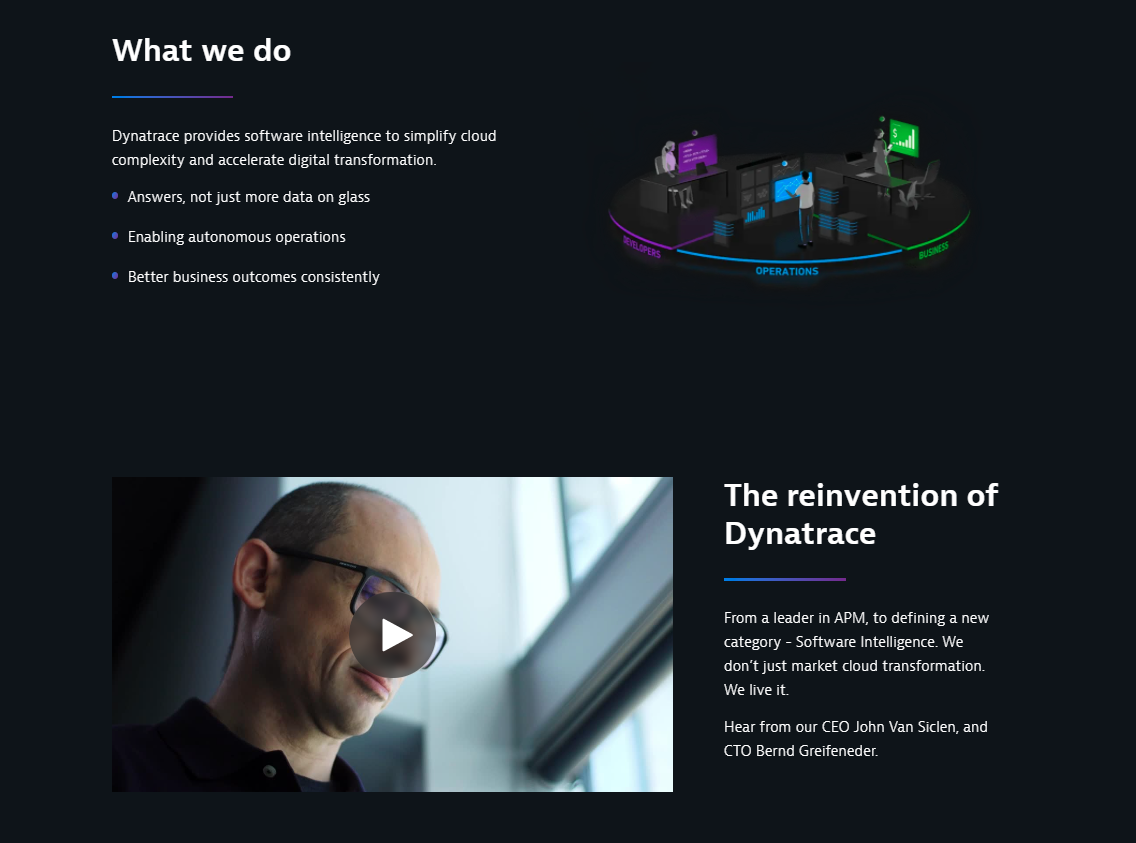 What we do
Dynatrace provides software intelligence to simplify cloud
complexity and accelerate digital transformation.
Answers, not just more data on glass
Enabling autonomous operations
Better business outcomes consistently
$
DEVELOPERS
OPERATIONS
BUSINESS
The reinvention of
Dynatrace
From a leader in APM, to defining a new
category - Software Intelligence. We
don’t just market cloud transformation.
We live it.
Hear from our CEO John Van Siclen, and
CTO Bernd Greifeneder.